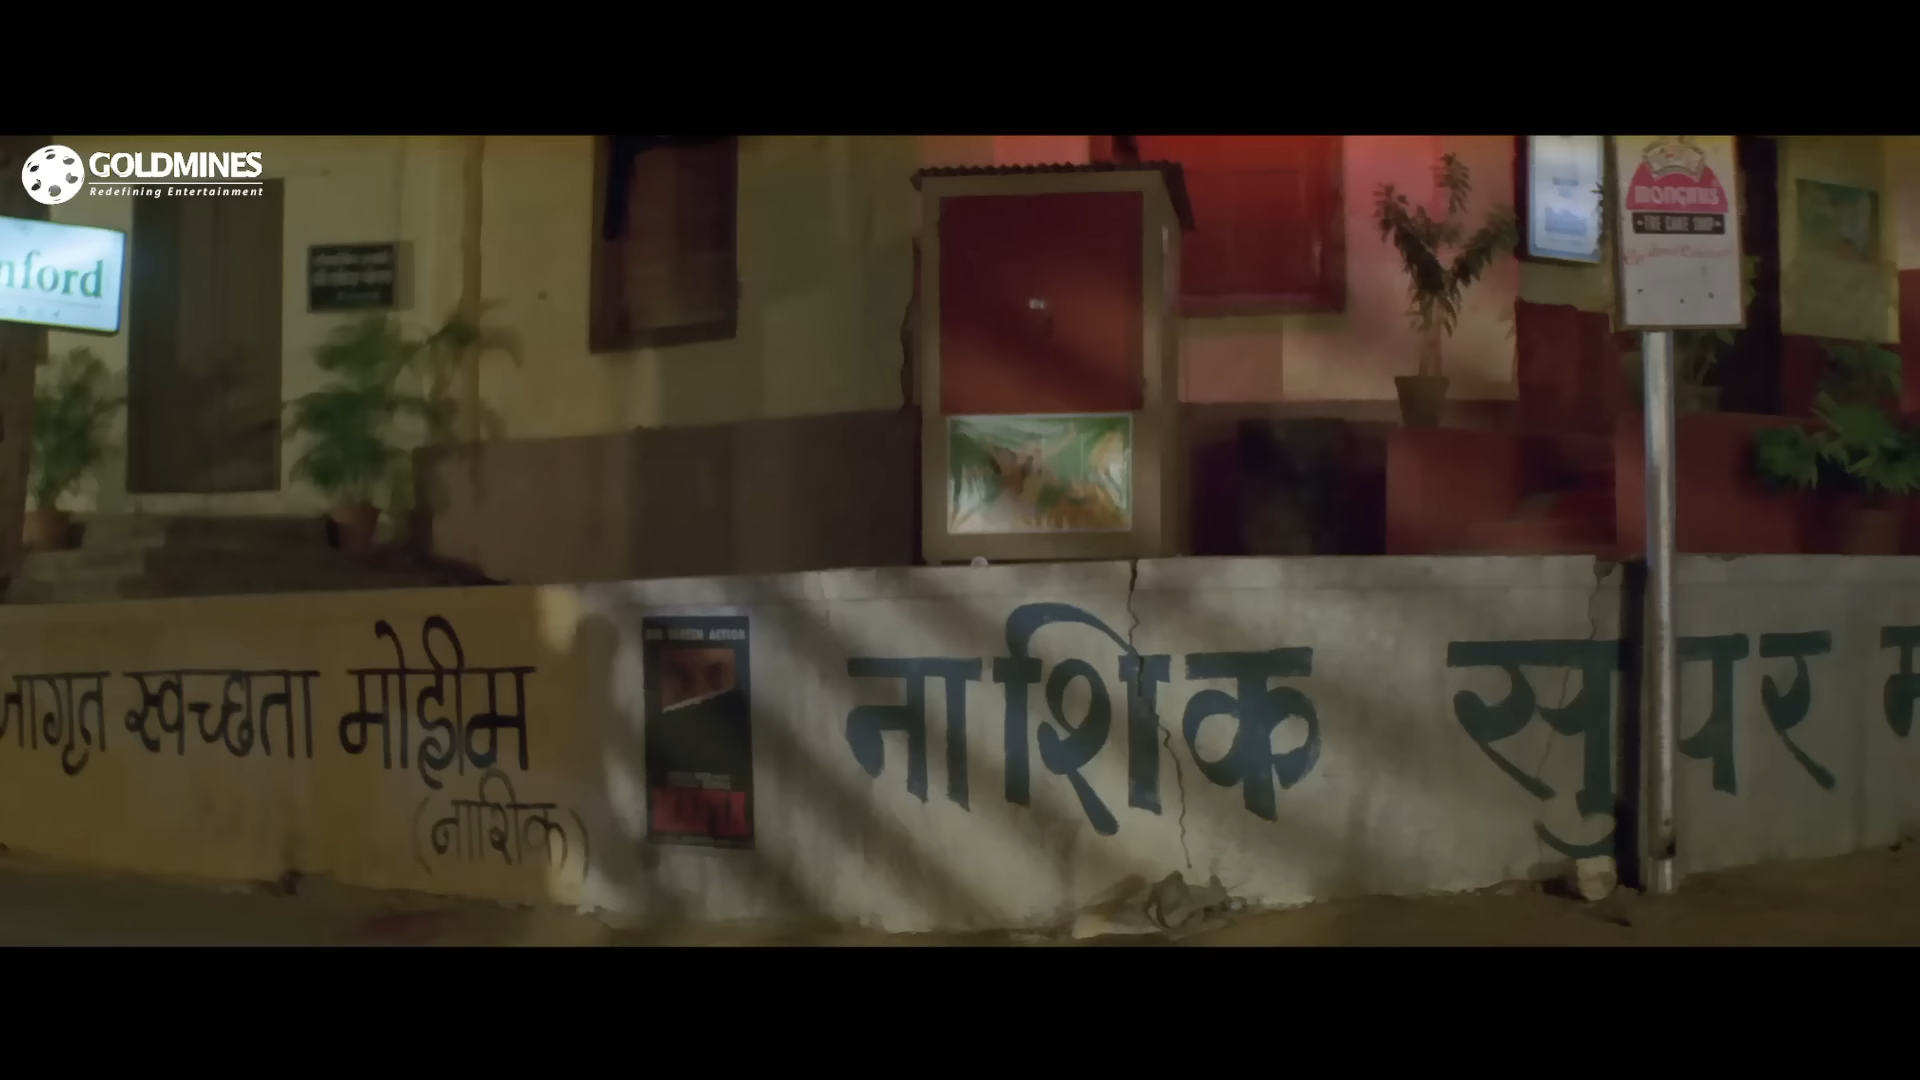 GOLDMINES
Redefining Entertainment
nford
MONGINIS
THE CAKE SHOP
जागृत स्वच्छता मोहीम
(नाशिक)
नाशिक सुपर म